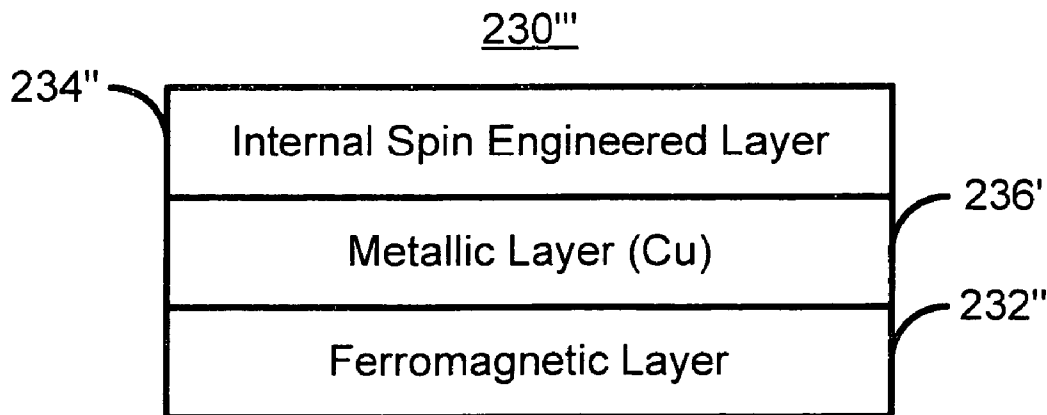 230'''
234"
Internal Spin Engineered Layer
236'
Metallic Layer (Cu)
232"
Ferromagnetic Layer